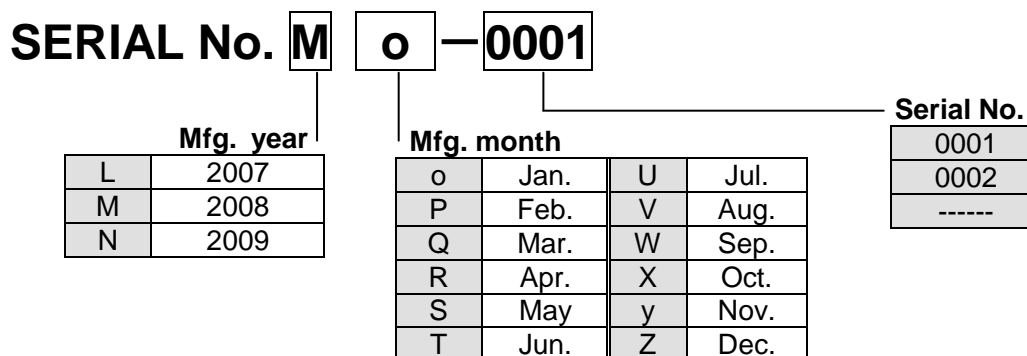 SERIAL No. M o －0001
Serial No.
Mfg. year Mfg. month 0001
L 2007 o Jan. U Jul. 0002
M 2008 P Feb. V Aug. ------
N 2009 Q Mar. W Sep.
R Apr. X Oct.
S May y Nov.
T Jun. Z Dec.